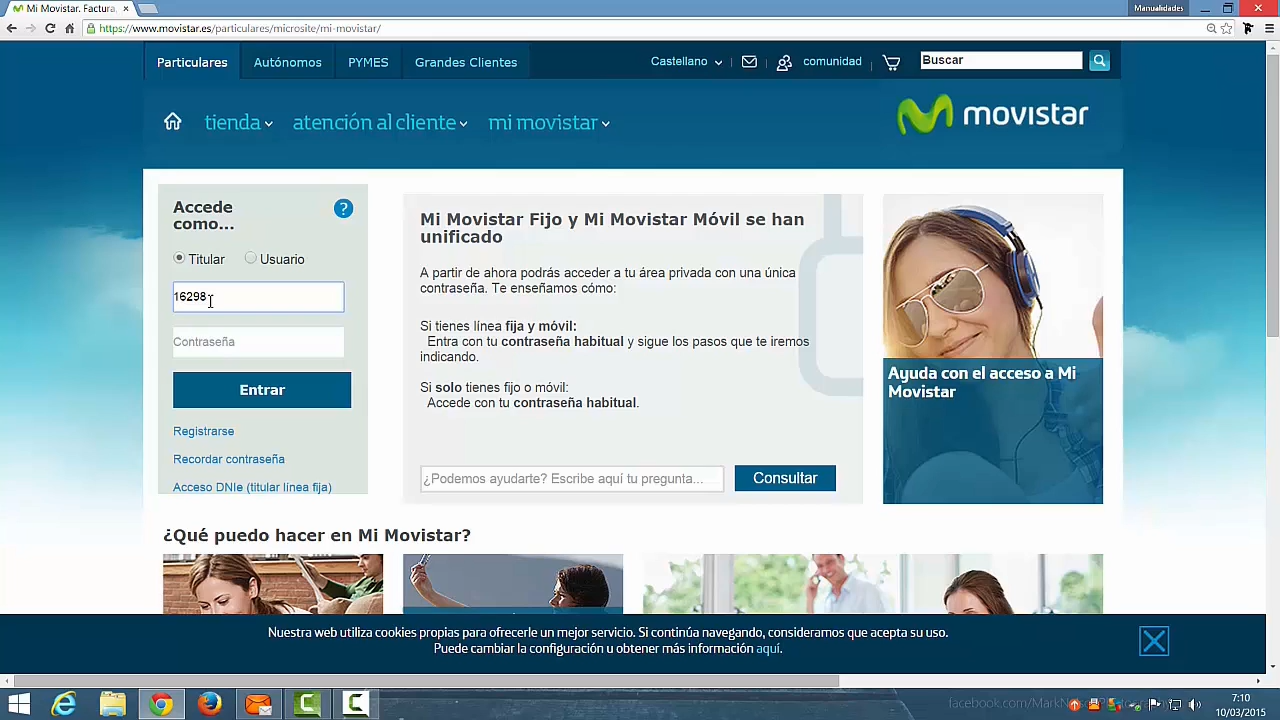 Mi Movistar. Factura,
Manualidades
https://www.movistar.es/particulares/microsite/mi-movistar/
Particulares
Autónomos
PYMES
Grandes Clientes
Castellano
comunidad
Buscar
tienda
atención al cliente
mi movistar
movistar
Accede
como...
?
Titular
Usuario
16298
Contraseña
Entrar
Registrarse
Recordar contraseña
Acceso DNIe (titular línea fija)
Mi Movistar Fijo y Mi Movistar Móvil se han
unificado
A partir de ahora podrás acceder a tu área privada con una única
contraseña. Te enseñamos cómo:
Si tienes línea fija y móvil:
Entra con tu contraseña habitual y sigue los pasos que te iremos
indicando.
Si solo tienes fijo o móvil:
Accede con tu contraseña habitual.
¿Podemos ayudarte? Escribe aquí tu pregunta...
Consultar
Ayuda con el acceso a Mi
Movistar
¿Qué puedo hacer en Mi Movistar?
Nuestra web utiliza cookies propias para ofrecerle un mejor servicio. Si continúa navegando, consideramos que acepta su uso.
Puede cambiar la configuración u obtener más información aquí.
7:10
10/03/2015